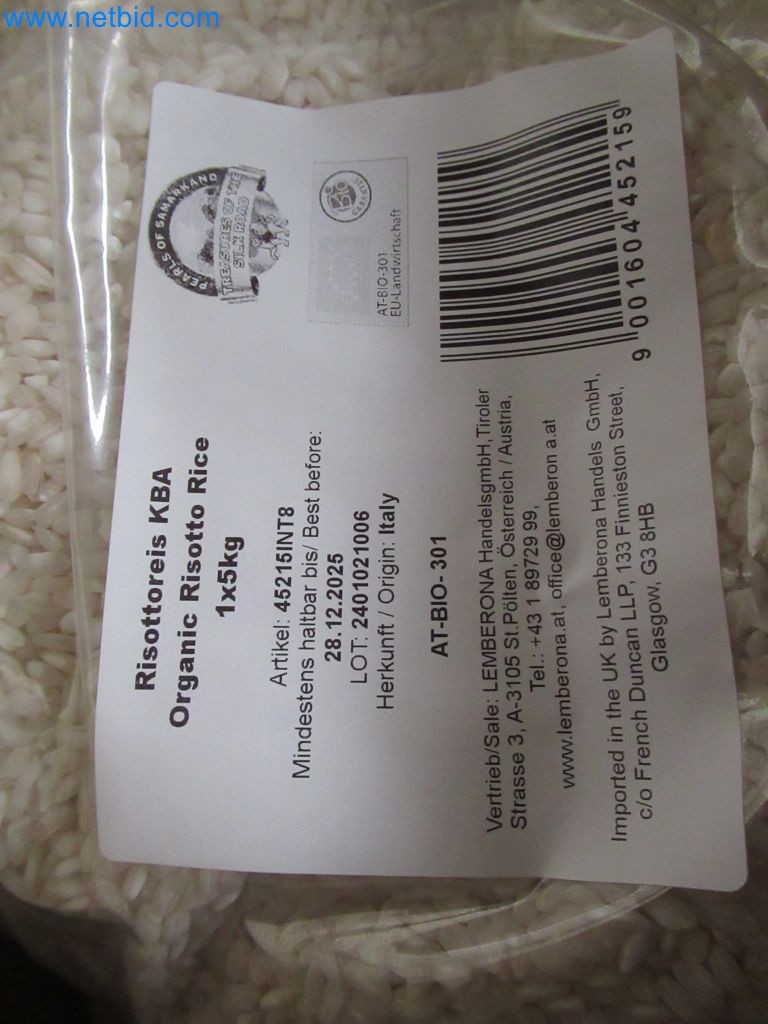 www.netbid.com
PEARLS OF SAMARKAND
TREASURES OF THE
SILK ROAD
Bio
GARANTIE
AT-BIO-301
EU-Landwirtschaft
9 001604 452159
Risottoreis KBA
Organic Risotto Rice
1x5kg
Artikel: 45215INT8
Mindestens haltbar bis/ Best before:
28.12.2025
LOT: 2401021006
Herkunft / Origin: Italy
AT-BIO- 301
Vertrieb/Sale: LEMBERONA HandelsgmbH,Tiroler
Strasse 3, A-3105 St.Pölten, Österreich / Austria,
Tel.: +43 1 89729 99,
www.lemberona.at, office@lemberon a.at
Imported in the UK by Lemberona Handels GmbH,
c/o French Duncan LLP, 133 Finnieston Street,
Glasgow, G3 8HB